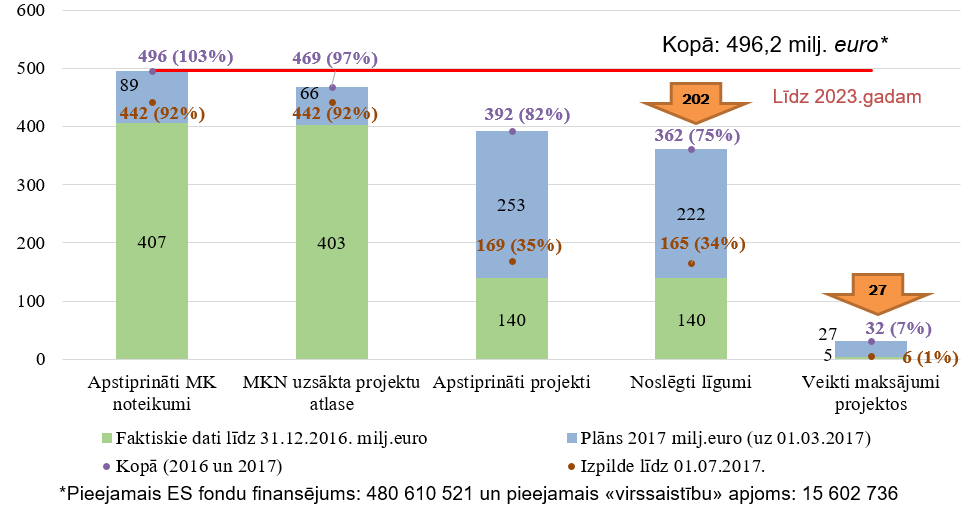 600
500
400
300
200
100
0
Kopā: 496,2 milj. euro*
Līdz 2023.gadam
496 (103%)
89
442 (92%)
407
469 (97%)
66
442 (92%)
403
392 (82%)
253
169 (35%)
140
202
362 (75%)
222
165 (34%)
140
27
32 (7%)
27
5
6 (1%)
Apstiprināti MK
noteikumi
MKN uzsākta projektu
atlase
Apstiprināti projekti
Noslēgti līgumi
Veikti maksājumi
projektos
Faktiskie dati līdz 31.12.2016. milj.euro
Plāns 2017 milj.euro (uz 01.03.2017)
Kopā (2016 un 2017)
Izpilde līdz 01.07.2017.
*Pieejamais ES fondu finansējums: 480 610 521 un pieejamais «virssaistību» apjoms: 15 602 736